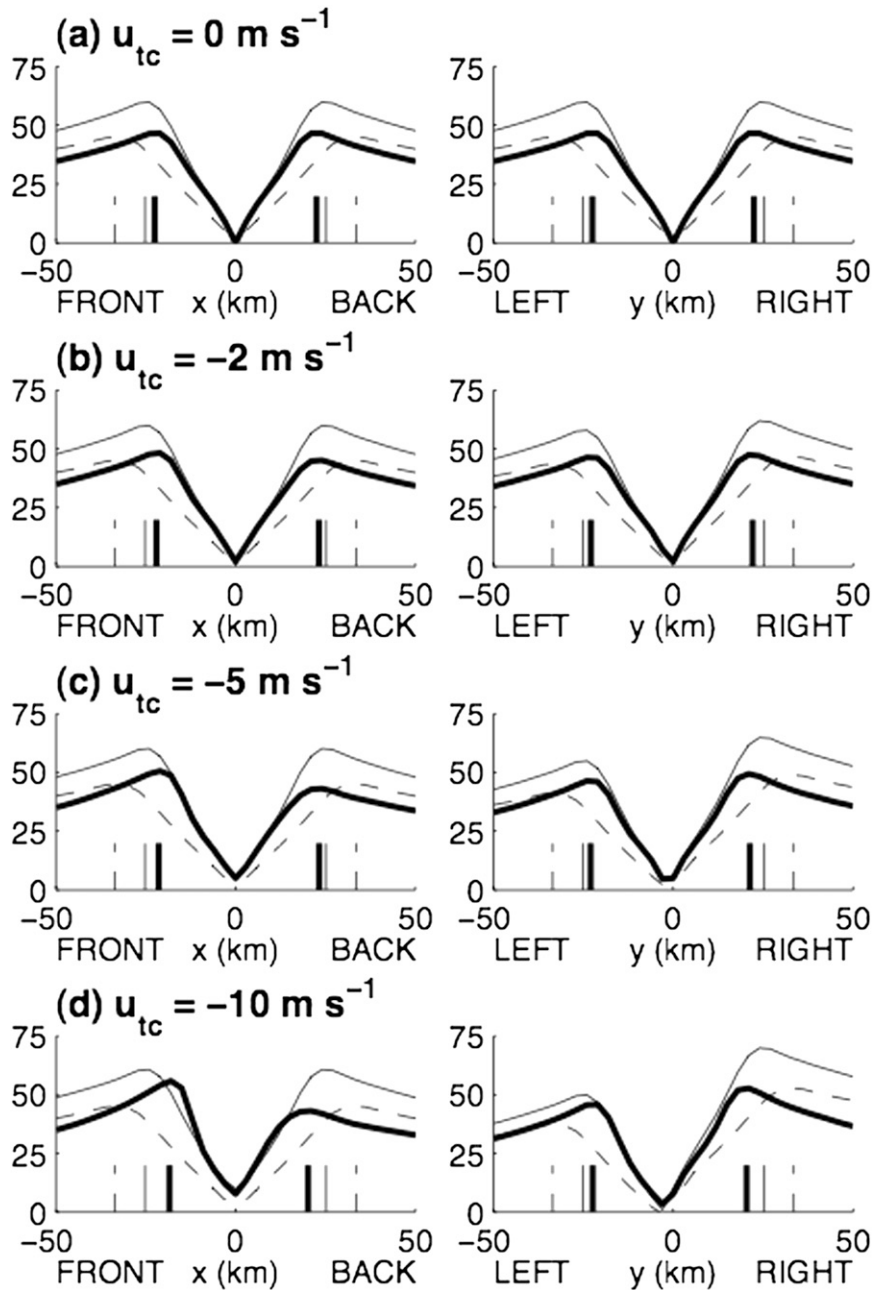 (a) u_tc = 0 m s⁻¹
75 75
50 50
25 25
0 0
−50 0 50 −50 0 50
FRONT x (km) BACK LEFT y (km) RIGHT
(b) u_tc = −2 m s⁻¹
75 75
50 50
25 25
0 0
−50 0 50 −50 0 50
FRONT x (km) BACK LEFT y (km) RIGHT
(c) u_tc = −5 m s⁻¹
75 75
50 50
25 25
0 0
−50 0 50 −50 0 50
FRONT x (km) BACK LEFT y (km) RIGHT
(d) u_tc = −10 m s⁻¹
75 75
50 50
25 25
0 0
−50 0 50 −50 0 50
FRONT x (km) BACK LEFT y (km) RIGHT